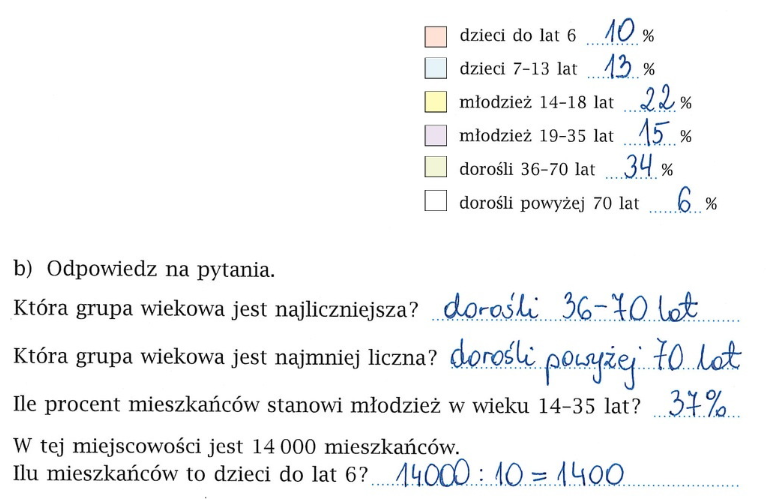 dzieci do lat 6 10 %
dzieci 7–13 lat 13 %
młodzież 14–18 lat 22 %
młodzież 19–35 lat 15 %
dorośli 36–70 lat 34 %
dorośli powyżej 70 lat 6 %
b) Odpowiedz na pytania.
Która grupa wiekowa jest najliczniejsza? dorośli 36–70 lat
Która grupa wiekowa jest najmniej liczna? dorośli powyżej 70 lat
Ile procent mieszkańców stanowi młodzież w wieku 14–35 lat? 37%
W tej miejscowości jest 14 000 mieszkańców.
Ilu mieszkańców to dzieci do lat 6? 14000 : 10 = 1400